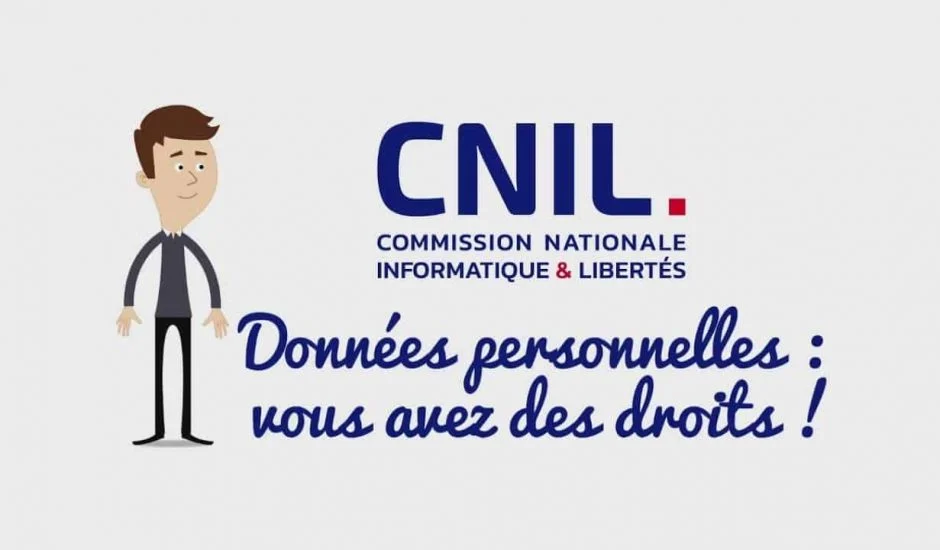 CNIL.
COMMISSION NATIONALE
INFORMATIQUE & LIBERTÉS
Données personnelles :
vous avez des droits !